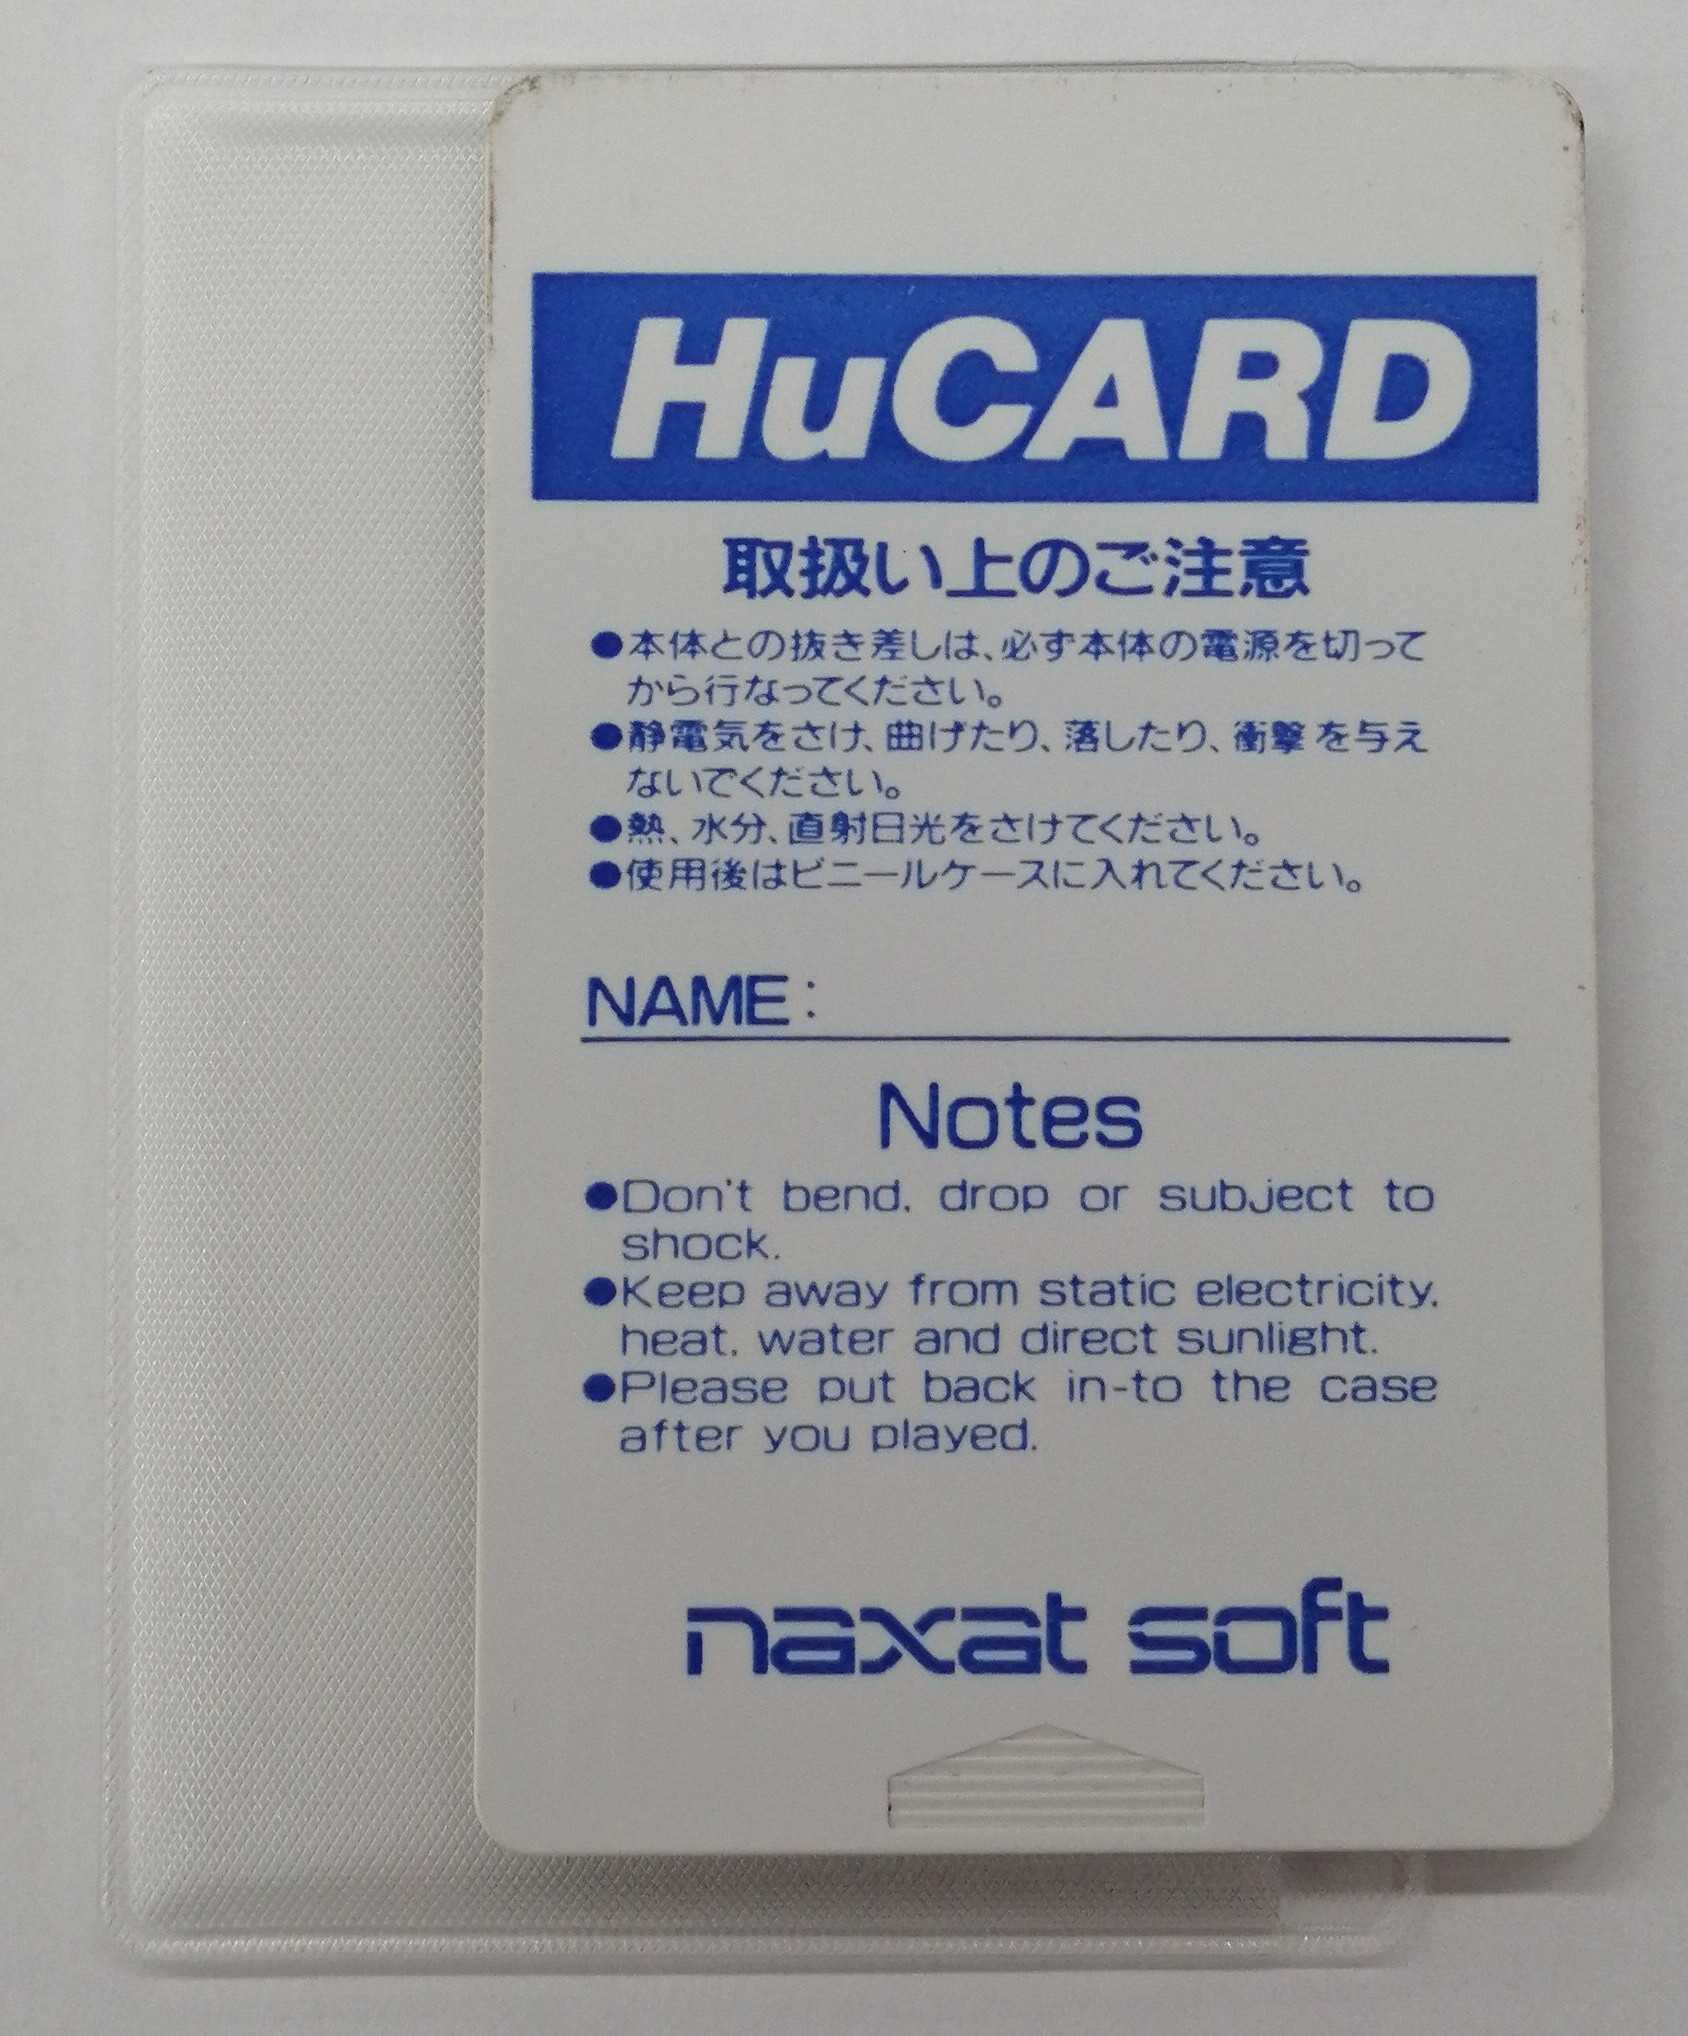 HuCARD
取扱い上のご注意
●本体との抜き差しは、必ず本体の電源を切って
から行なってください。
●静電気をさけ、曲げたり、落したり、衝撃を与え
ないでください。
●熱、水分、直射日光をさけてください。
●使用後はビニールケースに入れてください。
NAME:
Notes
●Don't bend, drop or subject to
shock.
●Keep away from static electricity,
heat, water and direct sunlight.
●Please put back in-to the case
after you played.
naxat soft